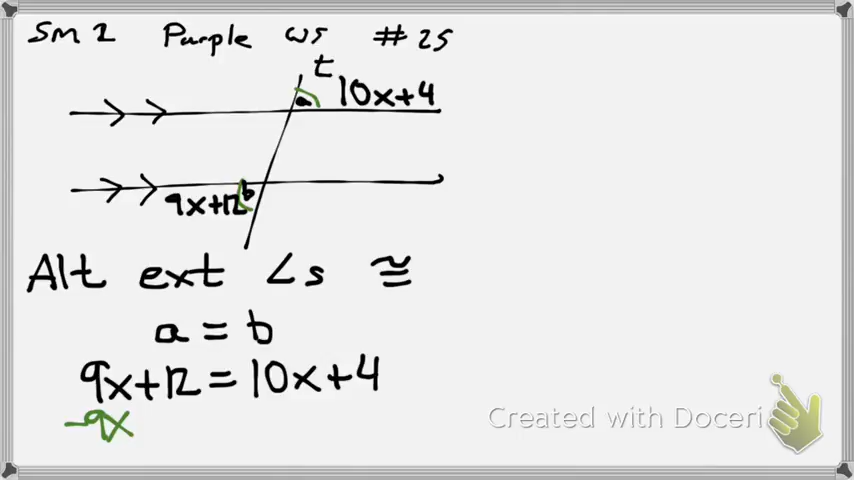 Sm 2 Purple ws # 25
t
a 10x+4
9x+12 b
Alt ext ∠s ≅
a = b
9x+12=10x+4
-9x
Created with Doceri